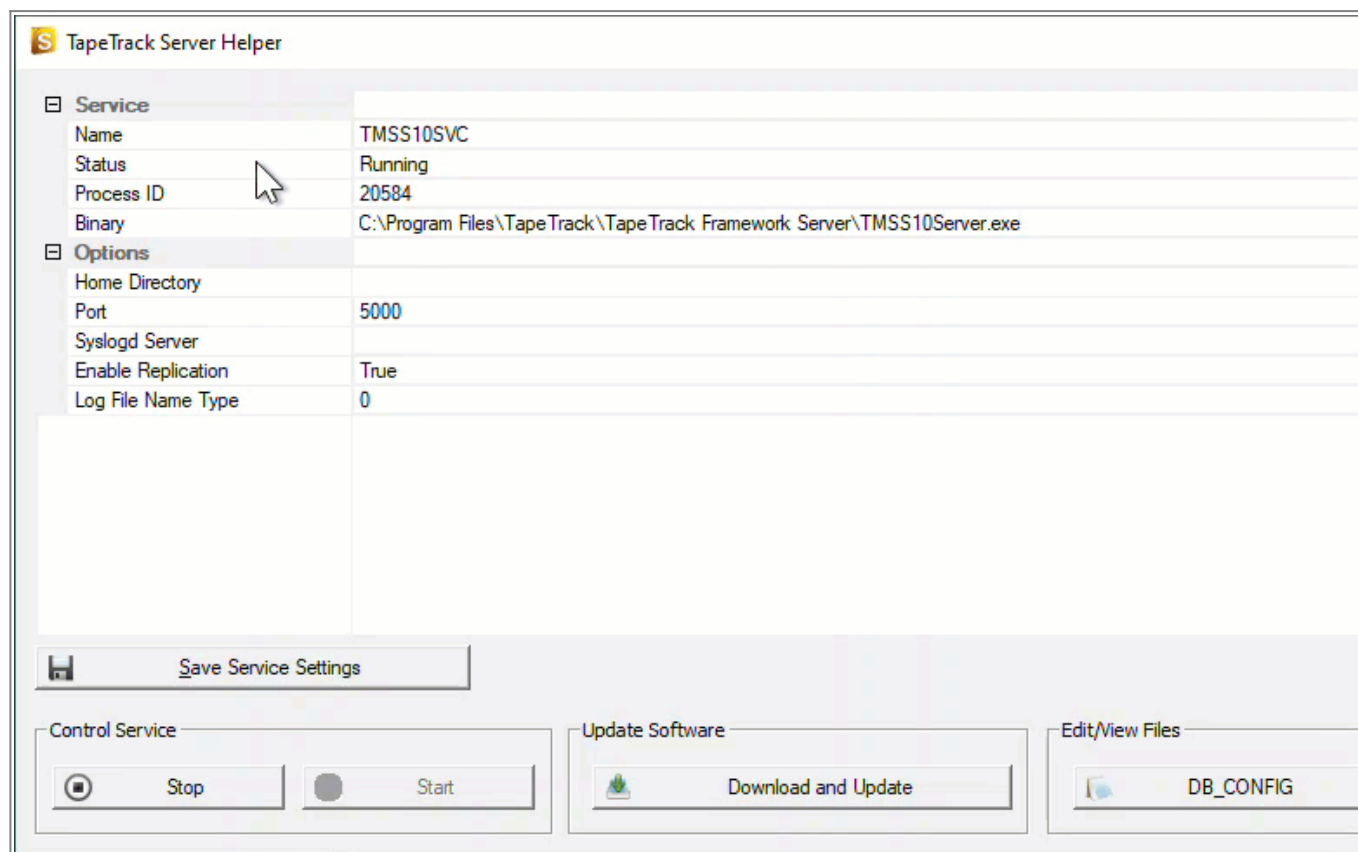 TapeTrack Server Helper
Service
Name TMSS10SVC
Status Running
Process ID 20584
Binary C:\Program Files\TapeTrack\TapeTrack Framework Server\TMSS10Server.exe
Options
Home Directory
Port 5000
Syslogd Server
Enable Replication True
Log File Name Type 0
Save Service Settings
Control Service Update Software Edit/View Files
Stop Start Download and Update DB_CONFIG